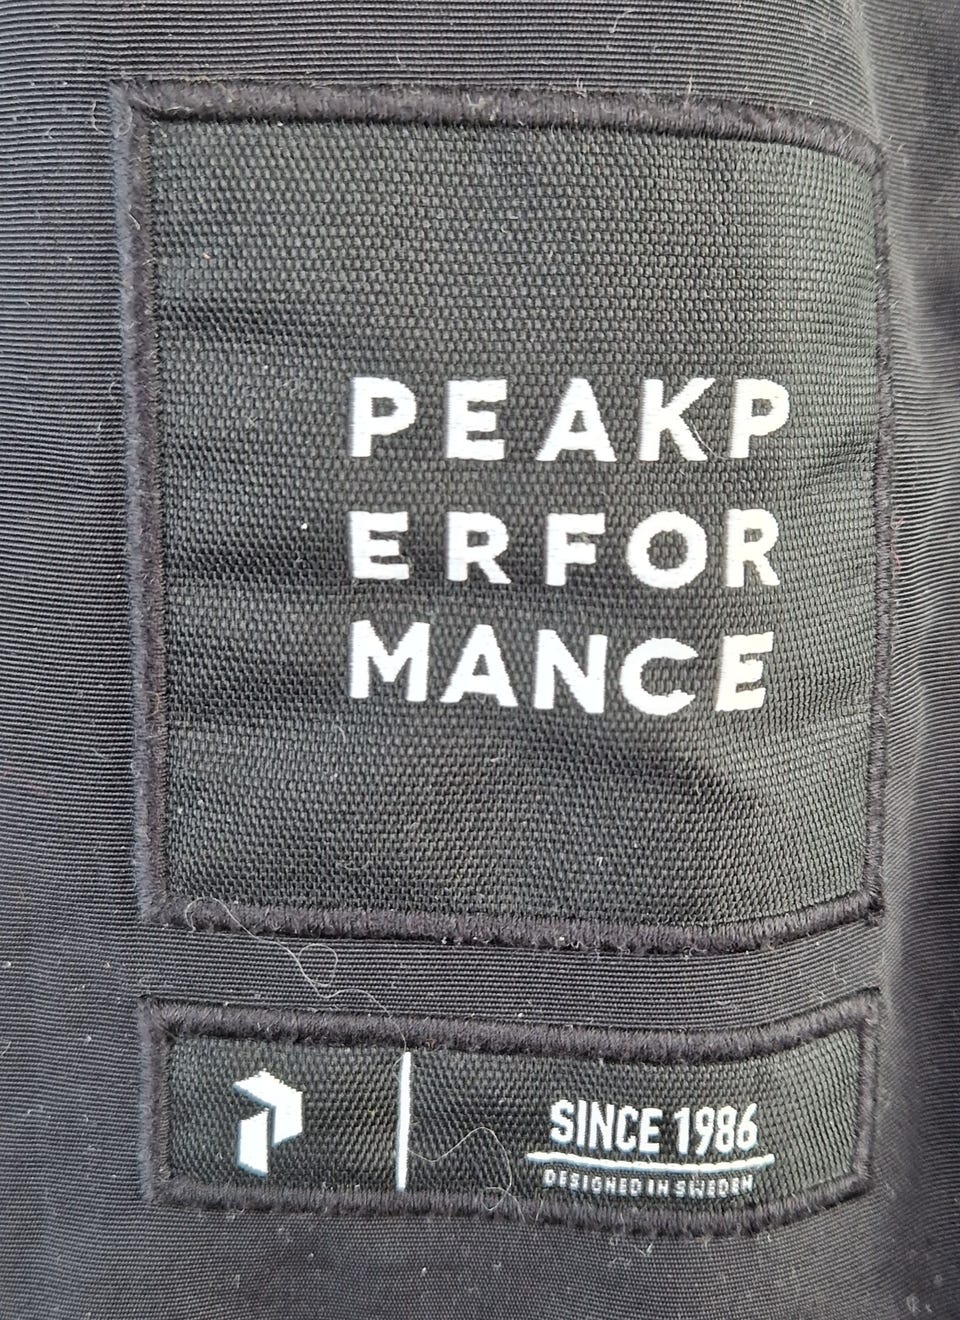 PEAKP
ERFOR
MANCE
SINCE 1986
DESIGNED IN SWEDEN